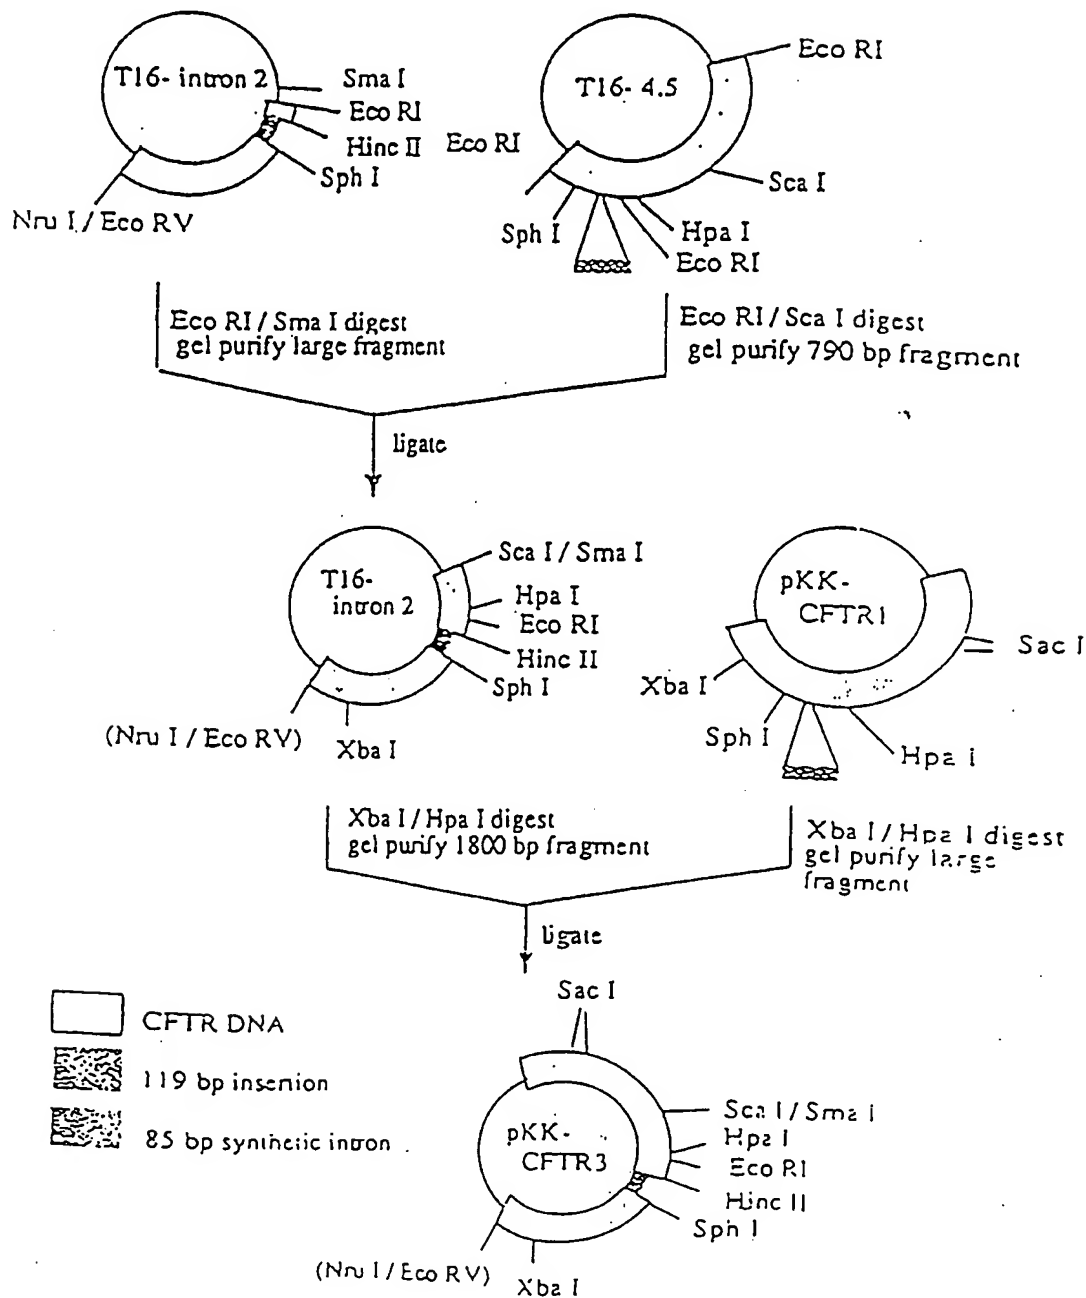 T16- intron 2
Sma I
Eco RI
Hinc II
Sph I
Nru I / Eco RV
T16- 4.5
Eco RI
Eco RI
Sca I
Sph I
Hpa I
Eco RI
Eco RI / Sma I digest
gel purify large fragment
Eco RI / Sca I digest
gel purify 790 bp fragment
ligate
T16-
intron 2
Sca I / Sma I
Hpa I
Eco RI
Hinc II
Sph I
(Nru I / Eco RV)
Xba I
pKK-
CFTR1
Sac I
Xba I
Sph I
Hpa I
Xba I / Hpa I digest
gel purify 1800 bp fragment
Xba I / Hpa I digest
gel purify large
fragment
ligate
Sac I
CFTR DNA
119 bp insertion
85 bp synthetic intron
pKK-
CFTR3
Sca I / Sma I
Hpa I
Eco RI
Hinc II
Sph I
(Nru I / Eco RV)
Xba I